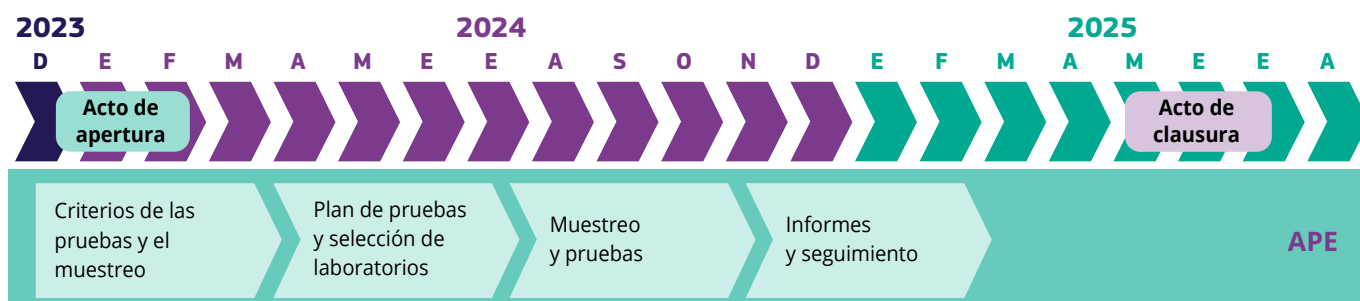 2023 2024 2025
D E F M A M E E A S O N D E F M A M E E A
Acto de
apertura
Acto de
clausura
Criterios de las
pruebas y el
muestreo
Plan de pruebas
y selección de
laboratorios
Muestreo
y pruebas
Informes
y seguimiento
APE